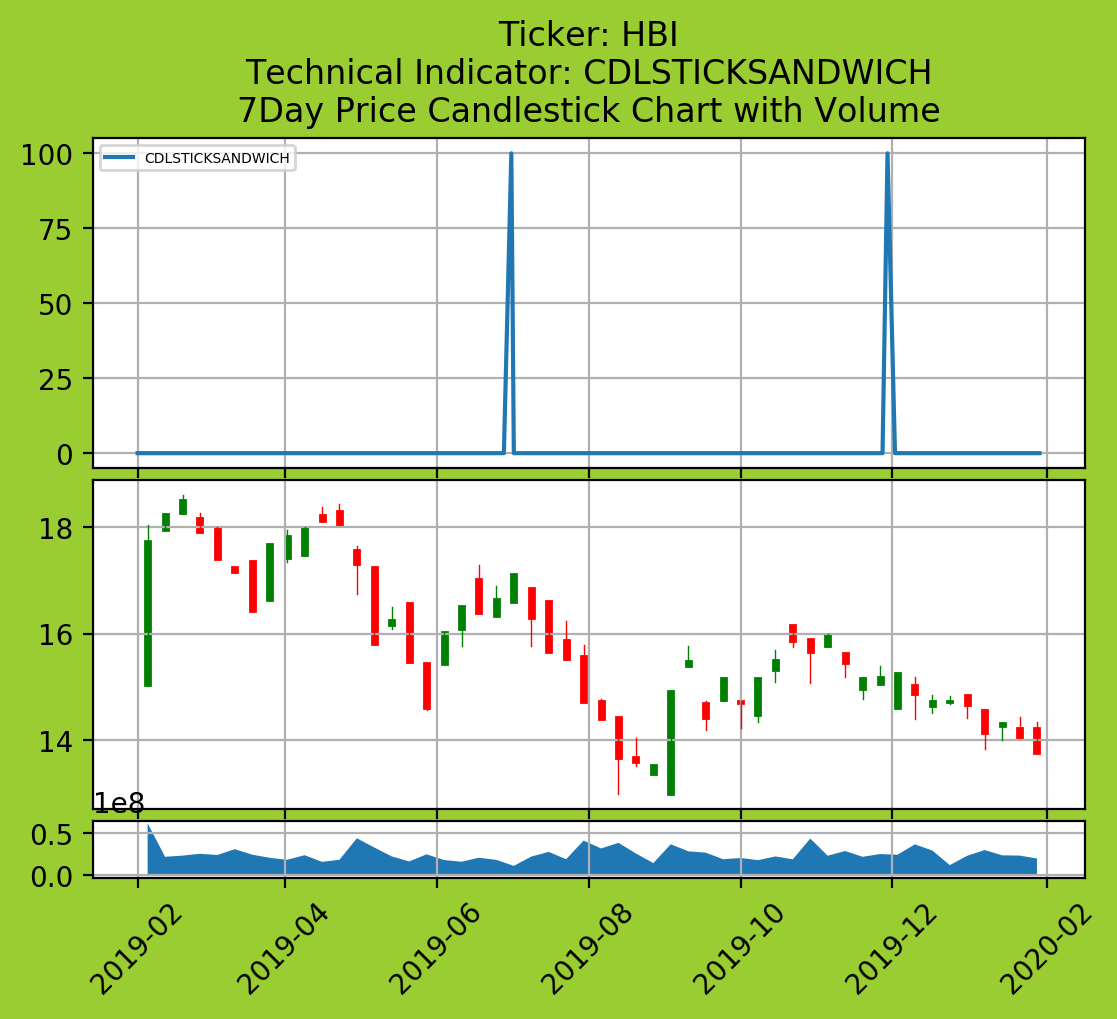 Ticker: HBI
Technical Indicator: CDLSTICKSANDWICH
7Day Price Candlestick Chart with Volume
100
CDLSTICKSANDWICH
75
50
25
0
18
16
14
1e8
0.5
0.0
2019-02 2019-04 2019-06 2019-08 2019-10 2019-12 2020-02